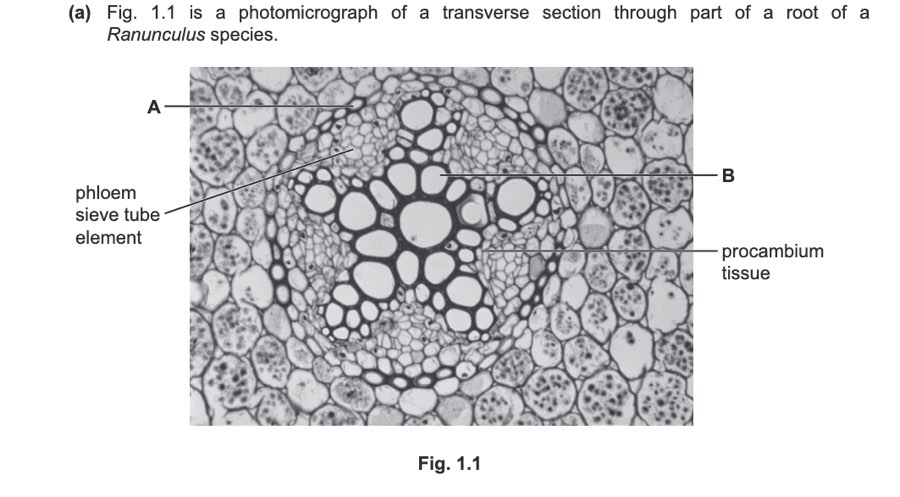 (a) Fig. 1.1 is a photomicrograph of a transverse section through part of a root of a
Ranunculus species.
A
B
phloem
sieve tube
element
procambium
tissue
Fig. 1.1